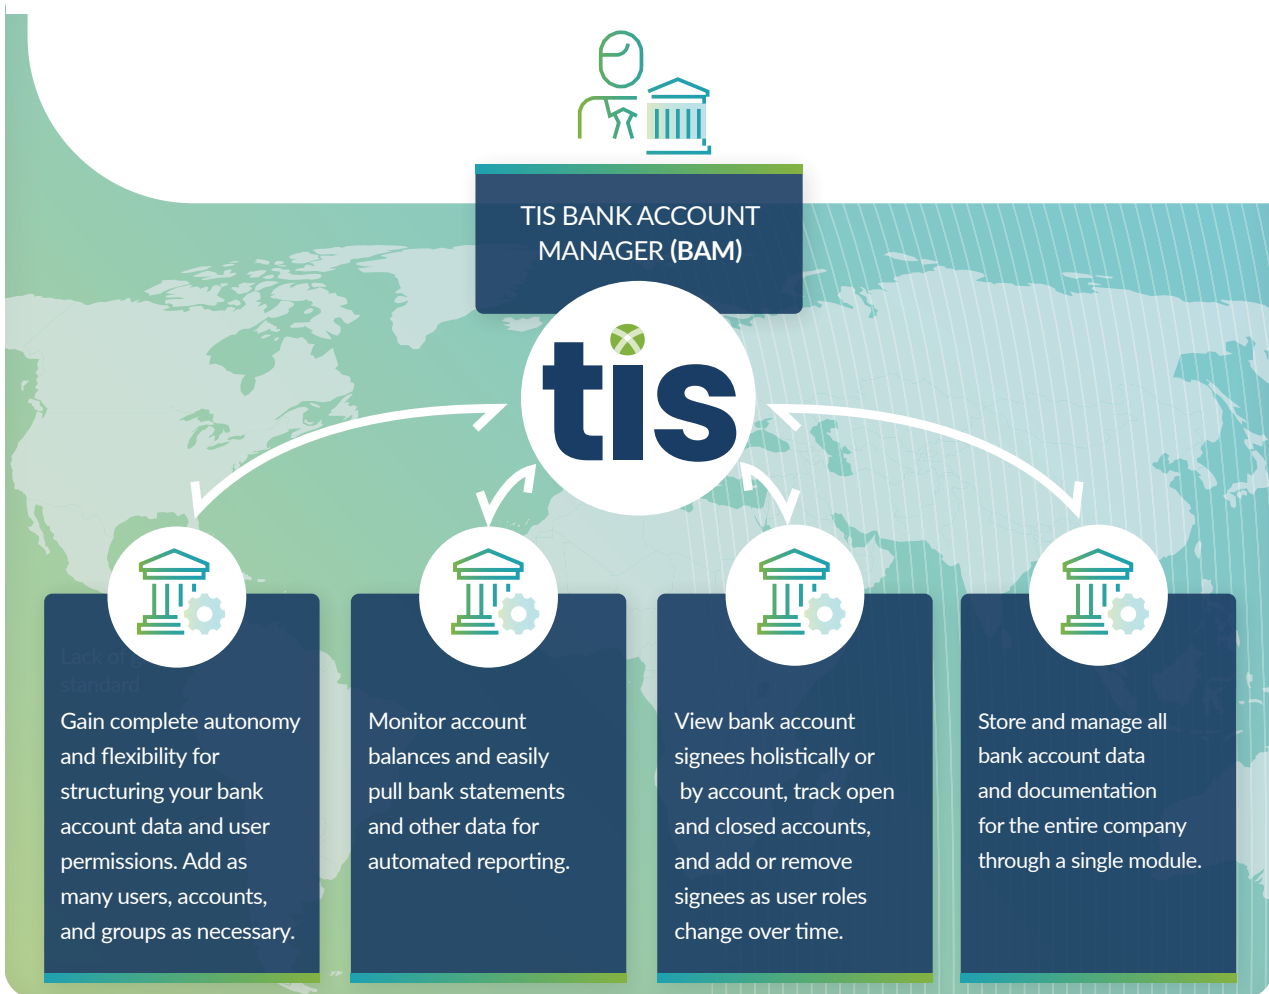 TIS BANK ACCOUNT
MANAGER (BAM)
tis
Lack of
standard
Gain complete autonomy
and flexibility for
structuring your bank
account data and user
permissions. Add as
many users, accounts,
and groups as necessary.
Monitor account
balances and easily
pull bank statements
and other data for
automated reporting.
View bank account
signees holistically or
by account, track open
and closed accounts,
and add or remove
signees as user roles
change over time.
Store and manage all
bank account data
and documentation
for the entire company
through a single module.